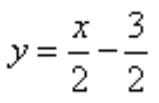 y = x/2 - 3/2